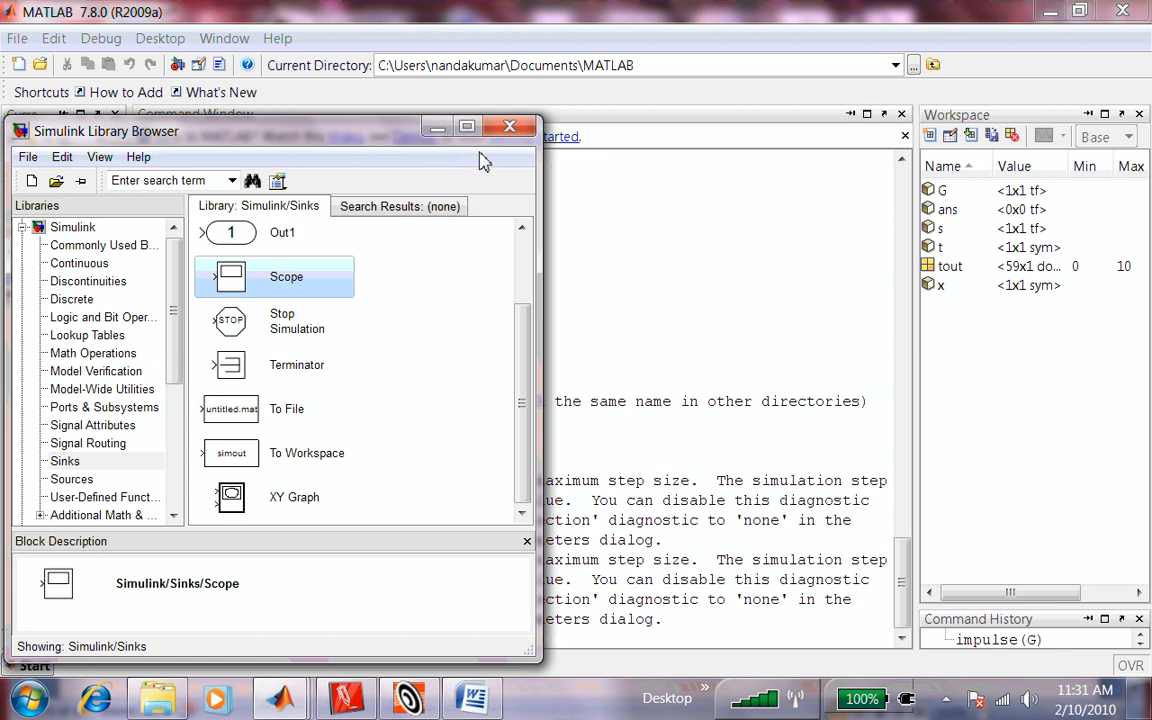 MATLAB 7.8.0 (R2009a)
File Edit Debug Desktop Window Help
Current Directory: C:\Users\nandakumar\Documents\MATLAB
Shortcuts How to Add What's New
Workspace
Base
Name Value Min Max
G <1x1 tf>
ans <0x0 tf>
s <1x1 tf>
t <1x1 sym>
tout <59x1 do... 0 10
x <1x1 sym>
Command History
impulse(G)
OVR
Simulink Library Browser
File Edit View Help
Enter search term
Libraries
Simulink
Commonly Used B...
Continuous
Discontinuities
Discrete
Logic and Bit Oper...
Lookup Tables
Math Operations
Model Verification
Model-Wide Utilities
Ports & Subsystems
Signal Attributes
Signal Routing
Sinks
Sources
User-Defined Funct...
Additional Math & ...
Library: Simulink/Sinks Search Results: (none)
1 Out1
Scope
STOP Stop
Simulation
Terminator
untitled.mat To File
simout To Workspace
XY Graph
Block Description
Simulink/Sinks/Scope
Showing: Simulink/Sinks
tarted.
the same name in other directories)
aximum step size. The simulation step
ue. You can disable this diagnostic
ction' diagnostic to 'none' in the
eters dialog.
aximum step size. The simulation step
ue. You can disable this diagnostic
ction' diagnostic to 'none' in the
eters dialog.
Start
Desktop
100%
11:31 AM
2/10/2010